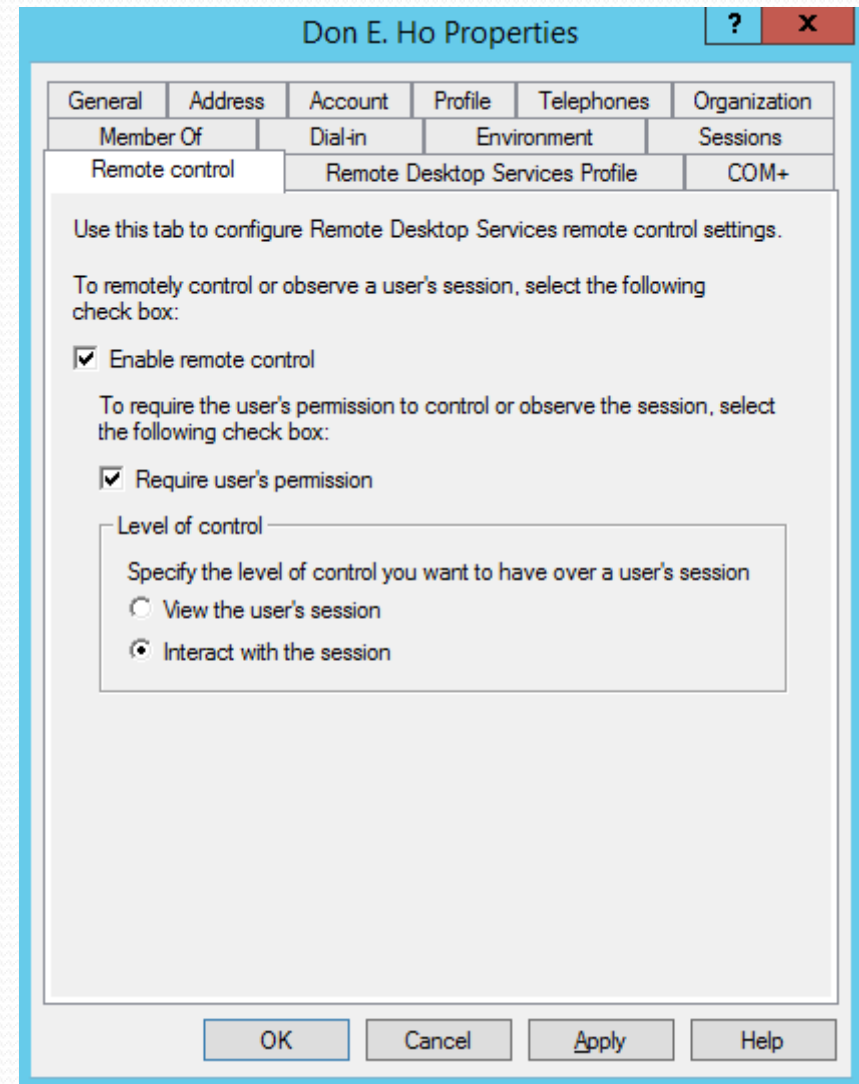 Don E. Ho Properties
? x
General Address Account Profile Telephones Organization
Member Of Dial-in Environment Sessions
Remote control Remote Desktop Services Profile COM+
Use this tab to configure Remote Desktop Services remote control settings.
To remotely control or observe a user's session, select the following
check box:
Enable remote control
To require the user's permission to control or observe the session, select
the following check box:
Require user's permission
Level of control
Specify the level of control you want to have over a user's session
View the user's session
Interact with the session
OK Cancel Apply Help